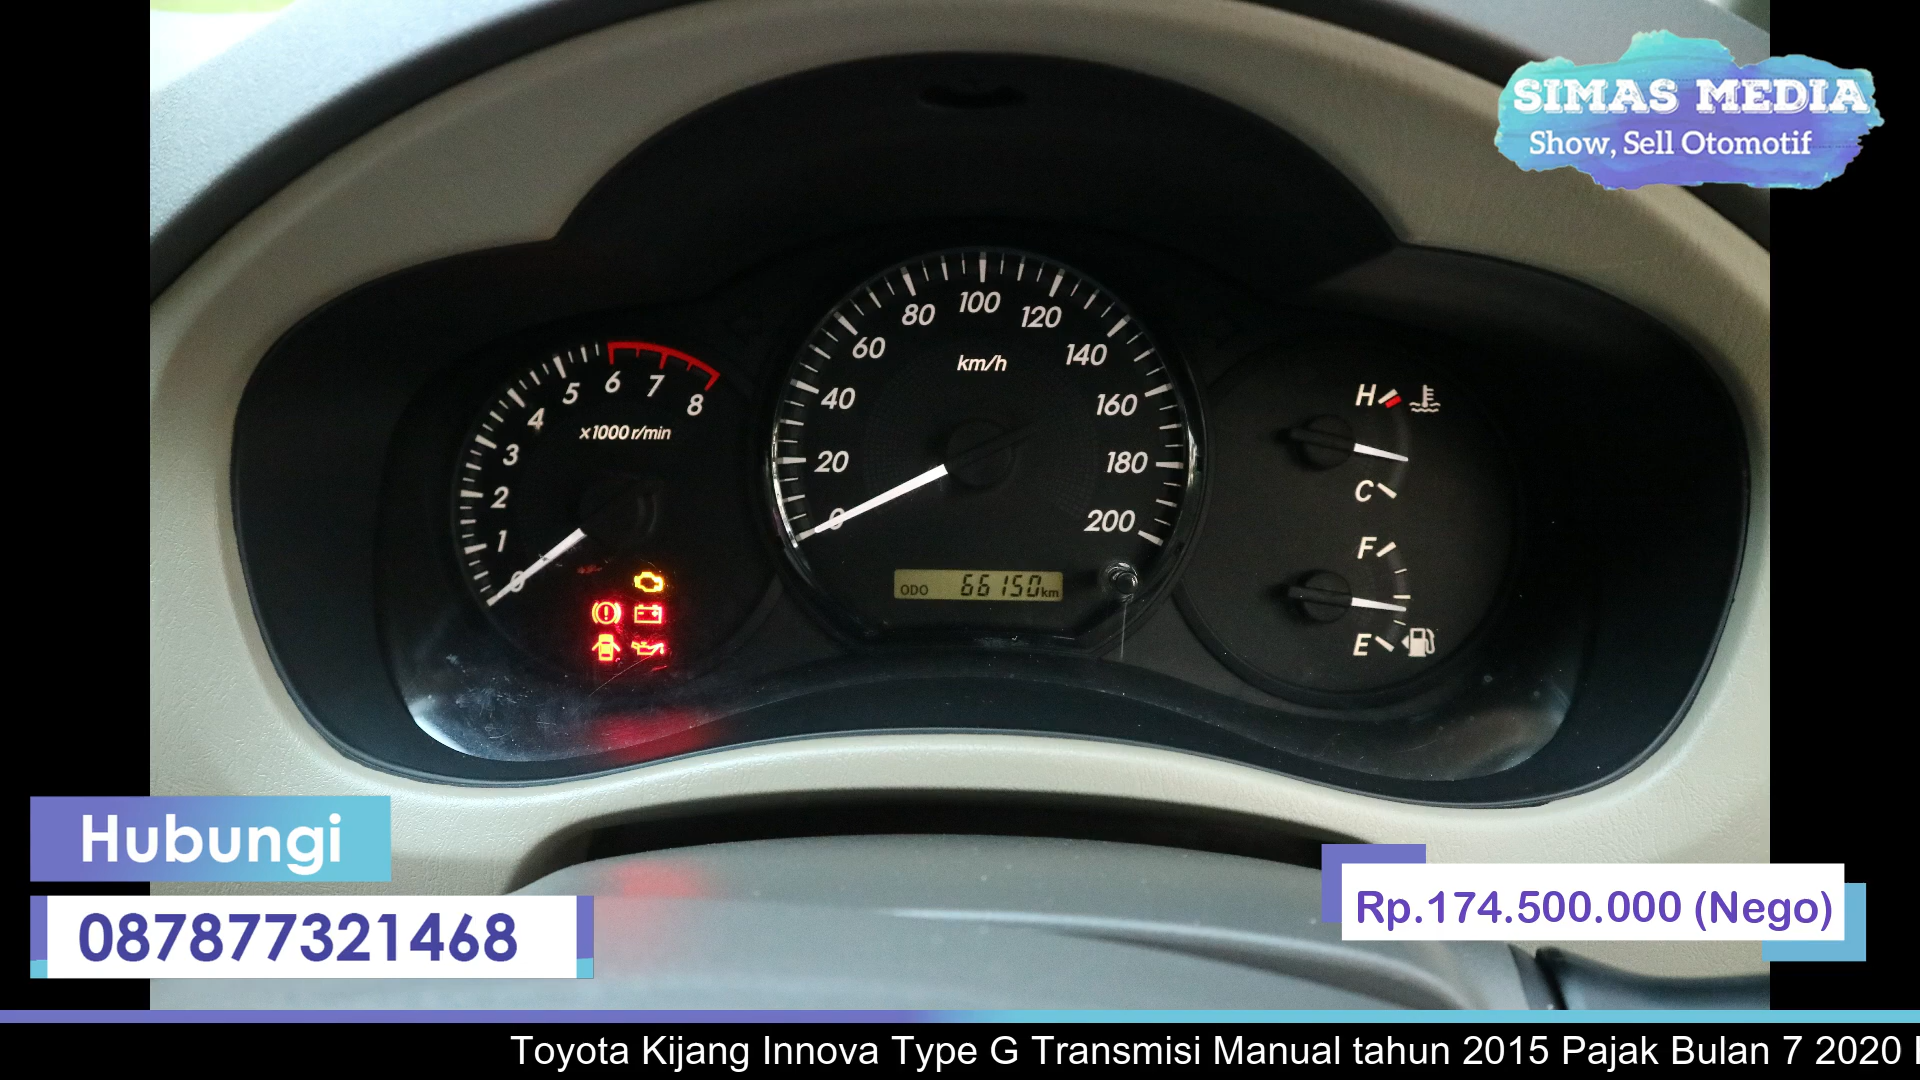 SIMAS MEDIA
Show, Sell Otomotif
0 1 2 3 4 5 6 7 8
x1000 r/min
0 20 40 60 80 100 120 140 160 180 200
km/h
ODO 66150 km
H
C
F
E
Hubungi
087877321468
Rp.174.500.000 (Nego)
Toyota Kijang Innova Type G Transmisi Manual tahun 2015 Pajak Bulan 7 2020